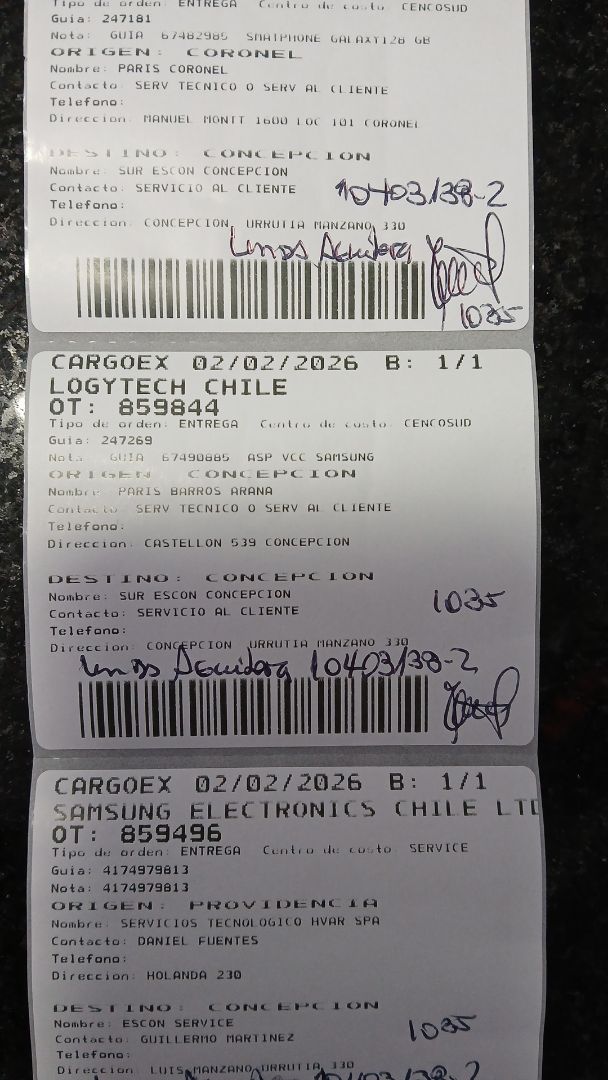 Tipo de orden: ENTREGA Centro de costo: CENCOSUD
Guia: 247181
Nota: GUIA 67482985 SMATPHONE GALAXT128 GB
ORIGEN: CORONEL
Nombre: PARIS CORONEL
Contacto: SERV TECNICO O SERV AL CLIENTE
Telefono:
Direccion: MANUEL MONTT 1600 LOC 101 CORONEL
DESTINO: CONCEPCION
Nombre: SUR ESCON CONCEPCION
Contacto: SERVICIO AL CLIENTE 10403138-2
Telefono:
Direccion: CONCEPCION, URRUTIA MANZANO 330
Aguilera
1035
CARGOEX 02/02/2026 B: 1/1
LOGYTECH CHILE
OT: 859844
Tipo de orden: ENTREGA Centro de costo: CENCOSUD
Guia: 247269
Nota: GUIA 67490885 ASP VCC SAMSUNG
ORIGEN: CONCEPCION
Nombre: PARIS BARROS ARANA
Contacto: SERV TECNICO O SERV AL CLIENTE
Telefono:
Direccion: CASTELLON 539 CONCEPCION
DESTINO: CONCEPCION
Nombre: SUR ESCON CONCEPCION 1035
Contacto: SERVICIO AL CLIENTE
Telefono:
Direccion: CONCEPCION, URRUTIA MANZANO 330
Aguilera 10403138-2
CARGOEX 02/02/2026 B: 1/1
SAMSUNG ELECTRONICS CHILE LTD
OT: 859496
Tipo de orden: ENTREGA Centro de costo: SERVICE
Guia: 4174979813
Nota: 4174979813
ORIGEN: PROVIDENCIA
Nombre: SERVICIOS TECNOLOGICO HVAR SPA
Contacto: DANIEL FUENTES
Telefono:
Direccion: HOLANDA 230
DESTINO: CONCEPCION
Nombre: ESCON SERVICE 1035
Contacto: GUILLERMO MARTINEZ
Telefono:
Direccion: LUIS MANZANO URRUTIA, 330